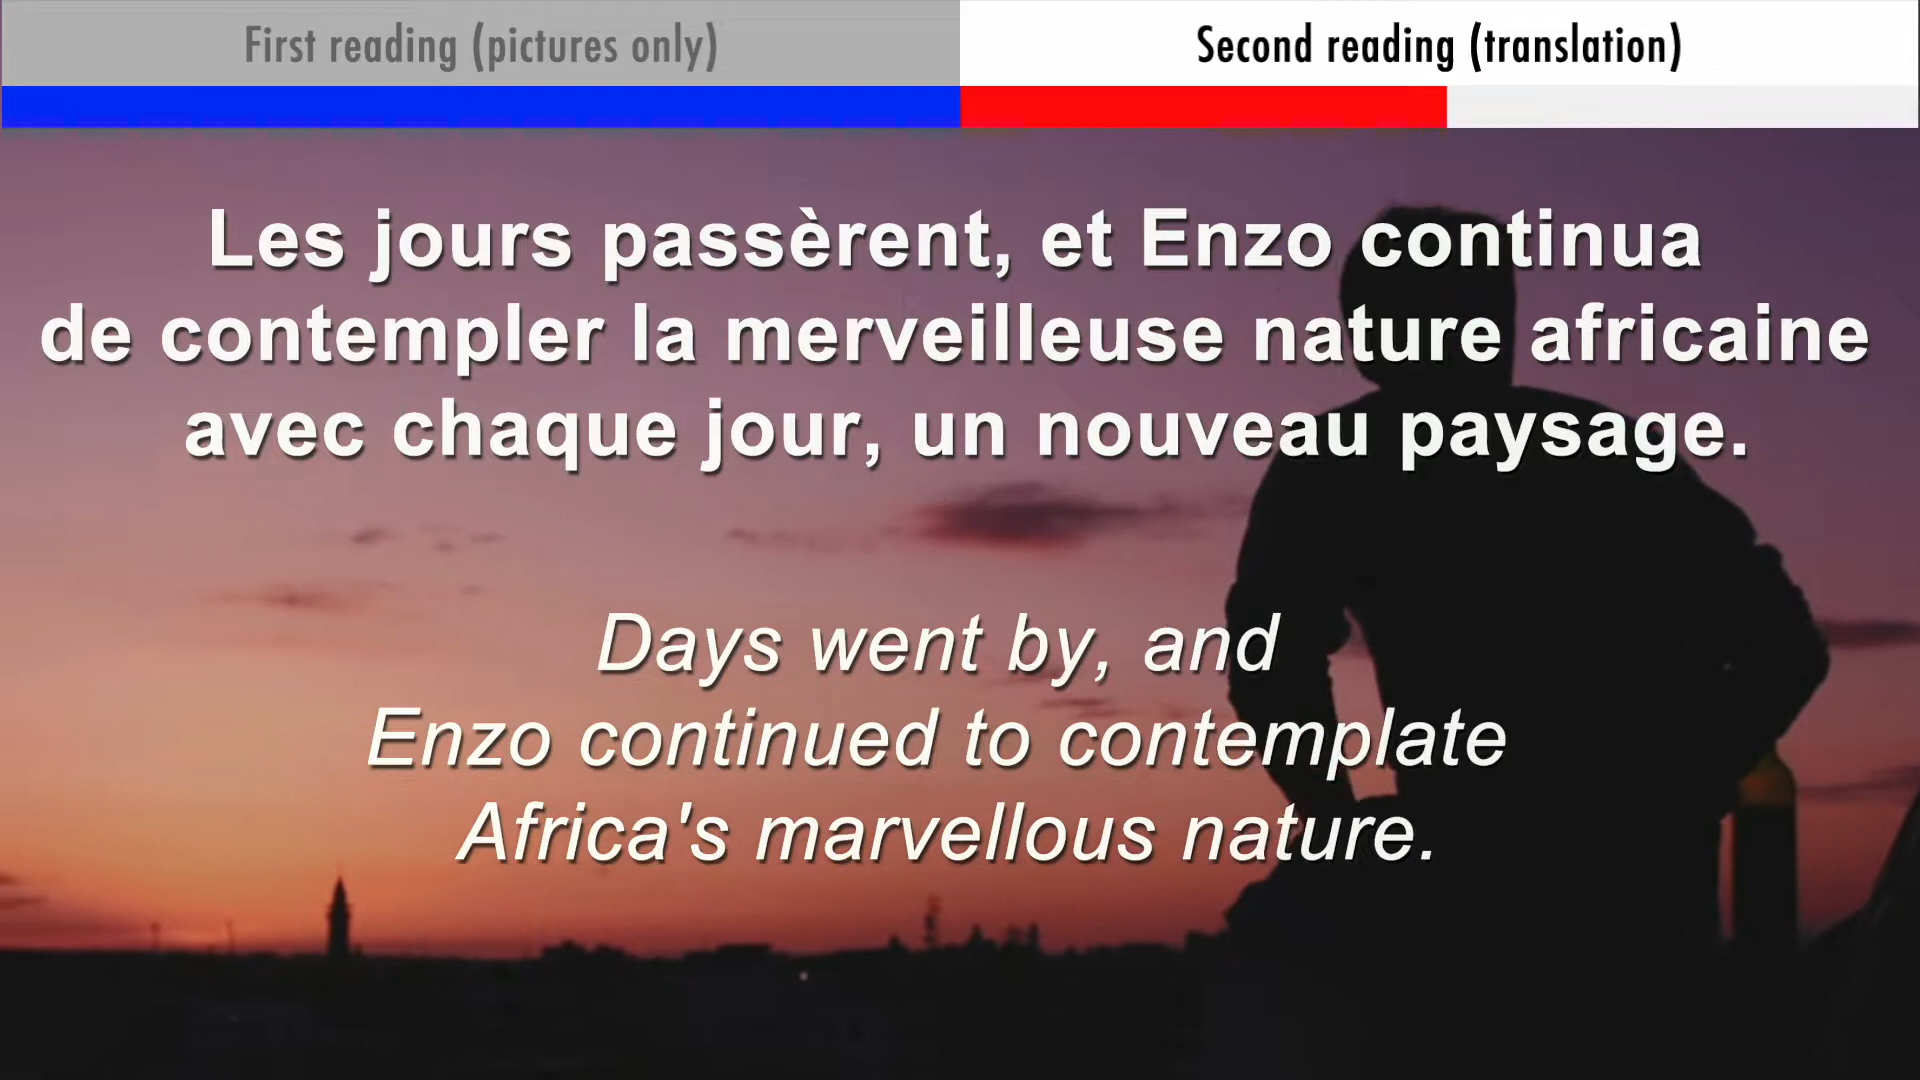 First reading (pictures only)
Second reading (translation)
Les jours passèrent, et Enzo continua
de contempler la merveilleuse nature africaine
avec chaque jour, un nouveau paysage.
Days went by, and
Enzo continued to contemplate
Africa's marvellous nature.